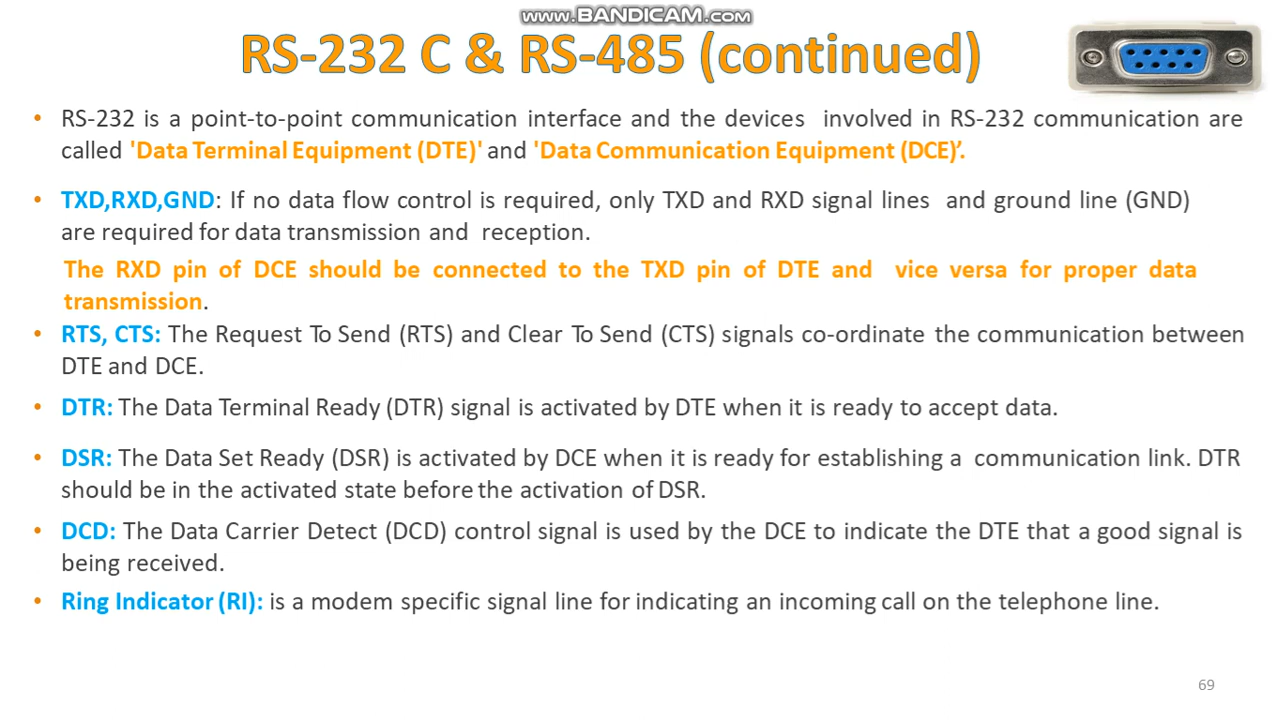 www.BANDICAM.com
RS-232 C & RS-485 (continued)
• RS-232 is a point-to-point communication interface and the devices involved in RS-232 communication are
called 'Data Terminal Equipment (DTE)' and 'Data Communication Equipment (DCE)’.
• TXD,RXD,GND: If no data flow control is required, only TXD and RXD signal lines and ground line (GND)
are required for data transmission and reception.
The RXD pin of DCE should be connected to the TXD pin of DTE and vice versa for proper data
transmission.
• RTS, CTS: The Request To Send (RTS) and Clear To Send (CTS) signals co-ordinate the communication between
DTE and DCE.
• DTR: The Data Terminal Ready (DTR) signal is activated by DTE when it is ready to accept data.
• DSR: The Data Set Ready (DSR) is activated by DCE when it is ready for establishing a communication link. DTR
should be in the activated state before the activation of DSR.
• DCD: The Data Carrier Detect (DCD) control signal is used by the DCE to indicate the DTE that a good signal is
being received.
• Ring Indicator (RI): is a modem specific signal line for indicating an incoming call on the telephone line.
69